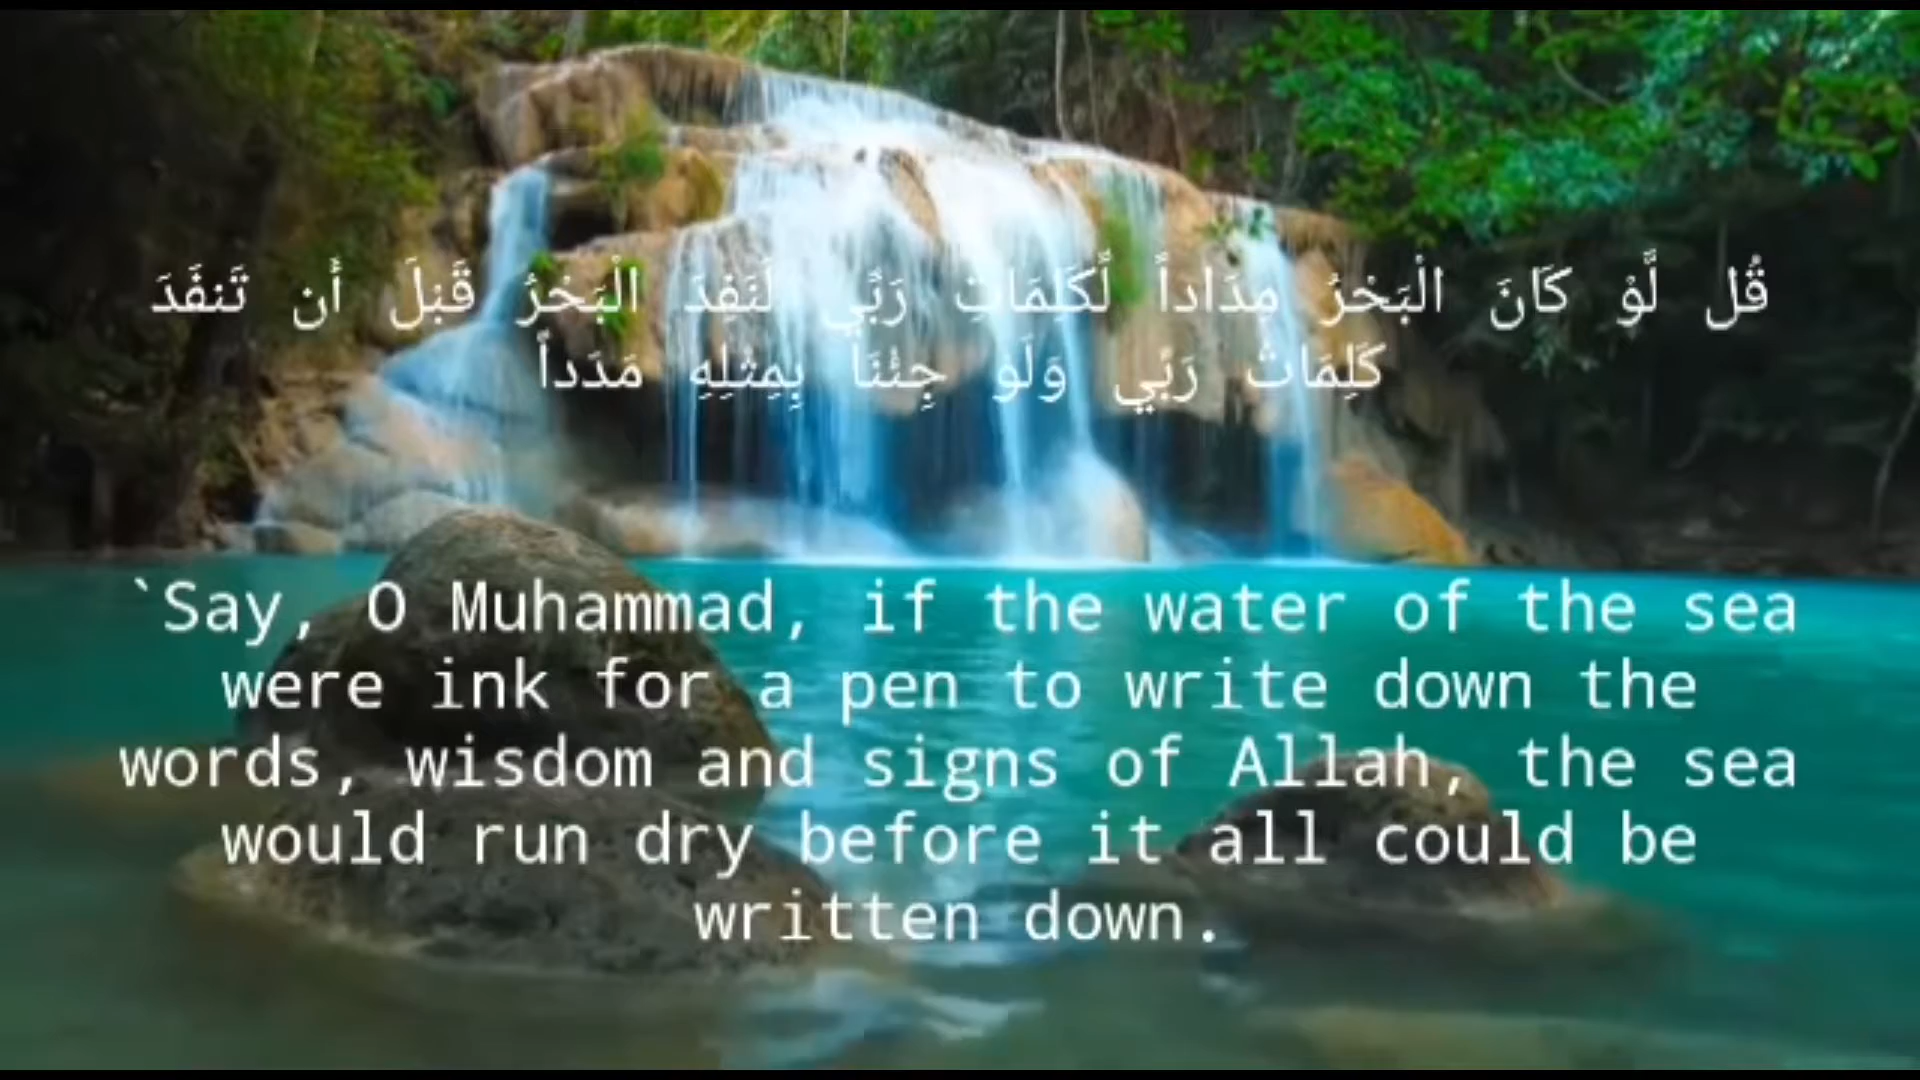 قُل لَّوْ كَانَ الْبَحْرُ مِدَاداً لِّكَلِمَاتِ رَبِّي لَنَفِدَ الْبَحْرُ قَبْلَ أَن تَنفَدَ
كَلِمَاتُ رَبِّي وَلَو جِئْنَا بِمِثْلِهِ مَدَداً
`Say, O Muhammad, if the water of the sea
were ink for a pen to write down the
words, wisdom and signs of Allah, the sea
would run dry before it all could be
written down.